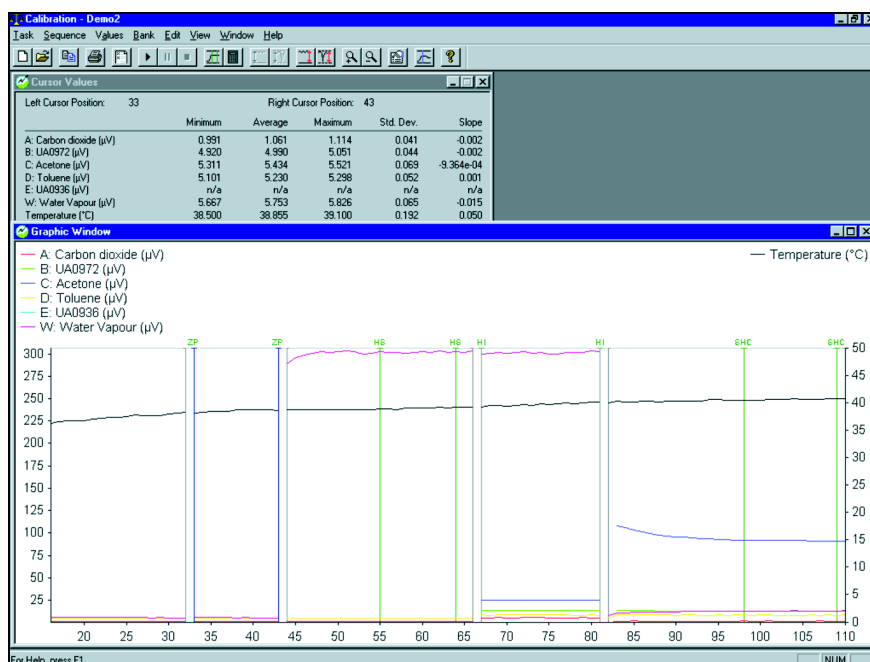 Calibration - Demo2
Task Sequence Values Bank Edit View Window Help
Cursor Values
Left Cursor Position: 33 Right Cursor Position: 43
Minimum Average Maximum Std. Dev. Slope
A: Carbon dioxide (µV) 0.991 1.061 1.114 0.041 -0.002
B: UA0972 (µV) 4.920 4.990 5.051 0.044 -0.002
C: Acetone (µV) 5.311 5.434 5.521 0.069 -9.364e-04
D: Toluene (µV) 5.101 5.230 5.298 0.052 0.001
E: UA0936 (µV) n/a n/a n/a n/a n/a
W: Water Vapour (µV) 5.667 5.753 5.826 0.065 -0.015
Temperature (°C) 38.500 38.855 39.100 0.192 0.050
Graphic Window
A: Carbon dioxide (µV) Temperature (°C)
B: UA0972 (µV)
C: Acetone (µV)
D: Toluene (µV)
E: UA0936 (µV)
W: Water Vapour (µV)
ZP ZP HS HS HI HI SHC SHC
300 50
275 45
250 40
225 35
200 30
175 25
150 20
125 15
100 10
75 5
50 0
25
20 25 30 35 40 45 50 55 60 65 70 75 80 85 90 95 100 105 110
For Help, press F1 NUM